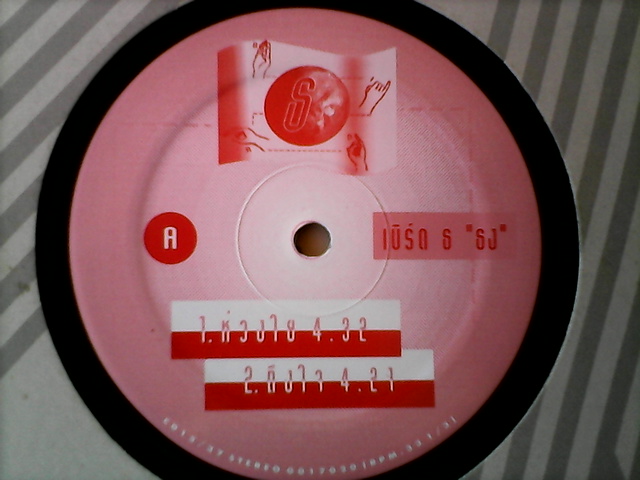 S
A
เบิร์ด ธ "ธง"
1. ห่วงใย 4.32
2. ถึงใจ 4.21